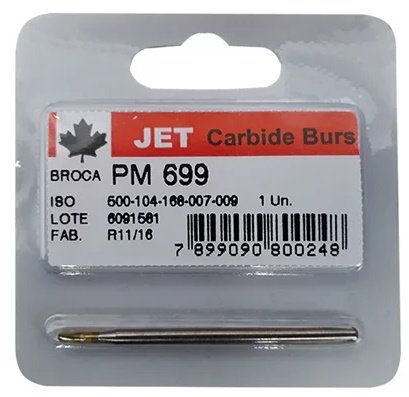 JET Carbide Burs
BROCA PM 699
ISO 500-104-168-007-009 1 Un.
LOTE 6091561
FAB. R11/16
7 899090 800248